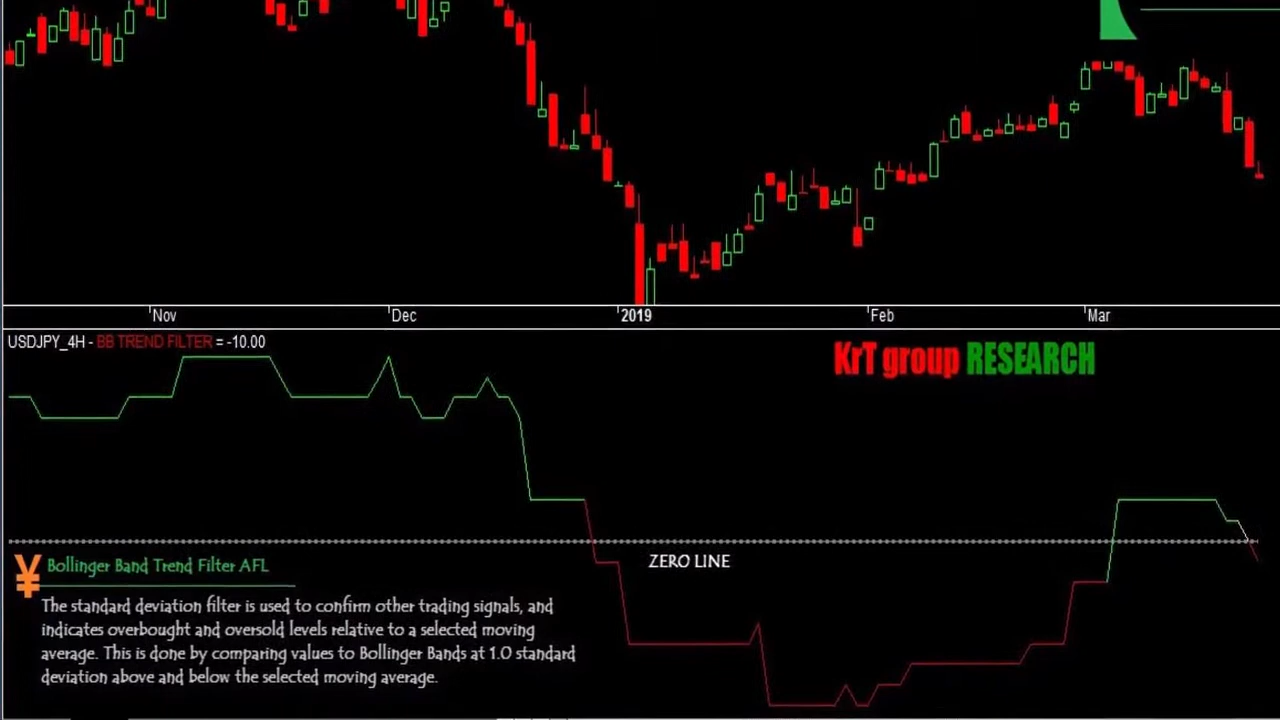 Nov Dec 2019 Feb Mar
USDJPY_4H - BB TREND FILTER = -10.00
KrT group RESEARCH
ZERO LINE
¥ Bollinger Band Trend Filter AFL
The standard deviation filter is used to confirm other trading signals, and
indicates overbought and oversold levels relative to a selected moving
average. This is done by comparing values to Bollinger Bands at 1.0 standard
deviation above and below the selected moving average.